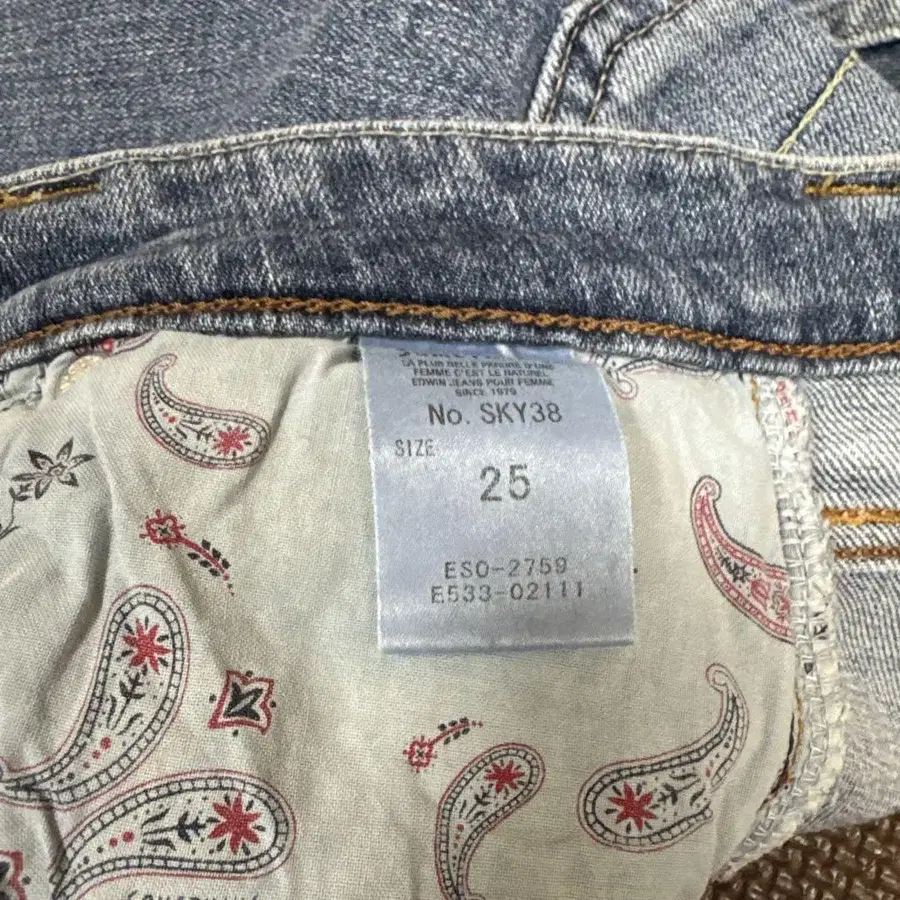 LA PLUS BELLE PARURE D'UNE
FEMME C'EST LE NATUREL.
EDWIN JEANS POUR FEMME
SINCE 1979
No. SKY38
SIZE
25
ESO-2759
E533-02111